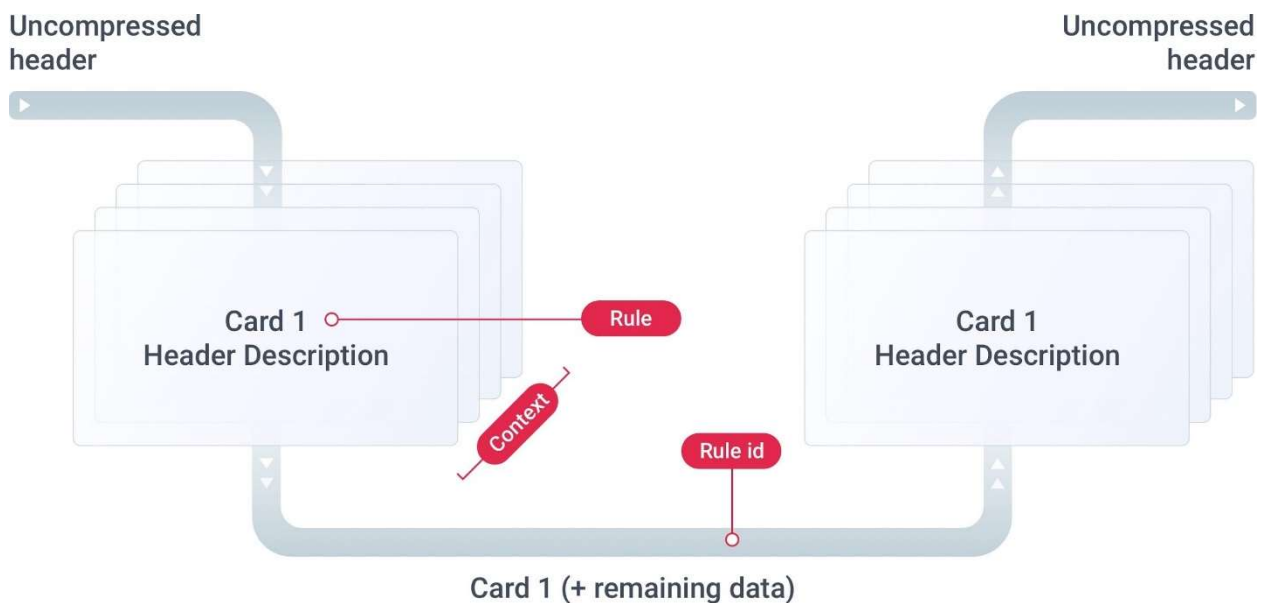 Uncompressed
header
Uncompressed
header
Card 1
Header Description
Rule
Card 1
Header Description
Context
Rule id
Card 1 (+ remaining data)